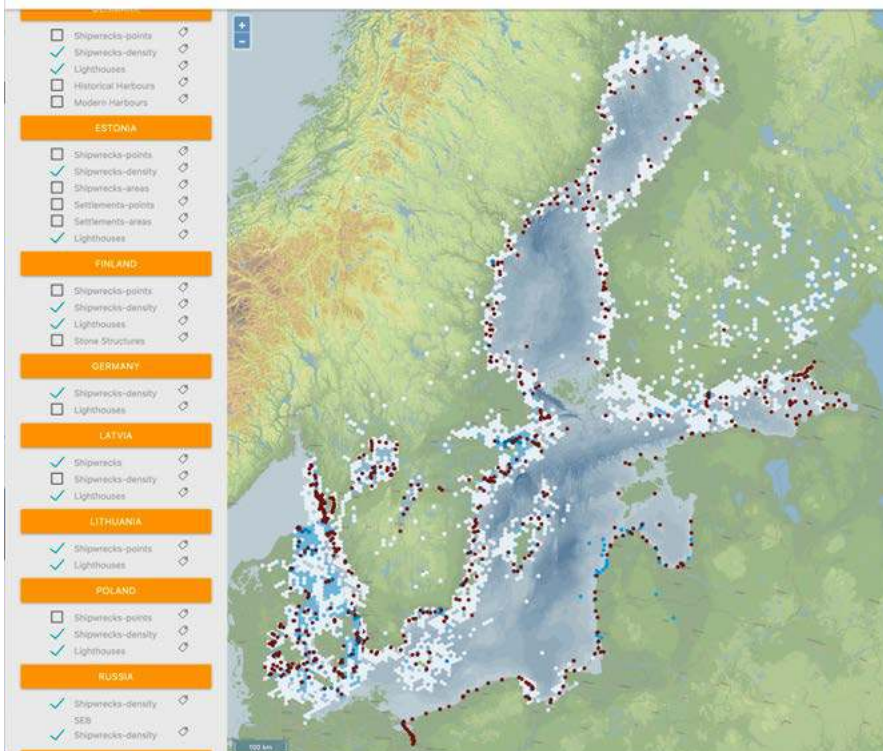 +
−
Shipwrecks-points
Shipwrecks-density
Lighthouses
Historical Harbours
Modern Harbours
ESTONIA
Shipwrecks-points
Shipwrecks-density
Shipwrecks-areas
Settlements-points
Settlements-areas
Lighthouses
FINLAND
Shipwrecks-points
Shipwrecks-density
Lighthouses
Stone Structures
GERMANY
Shipwrecks-density
Lighthouses
LATVIA
Shipwrecks
Shipwrecks-density
Lighthouses
LITHUANIA
Shipwrecks-points
Lighthouses
POLAND
Shipwrecks-points
Shipwrecks-density
Lighthouses
RUSSIA
Shipwrecks-density
SEB
Shipwrecks-density
100 km